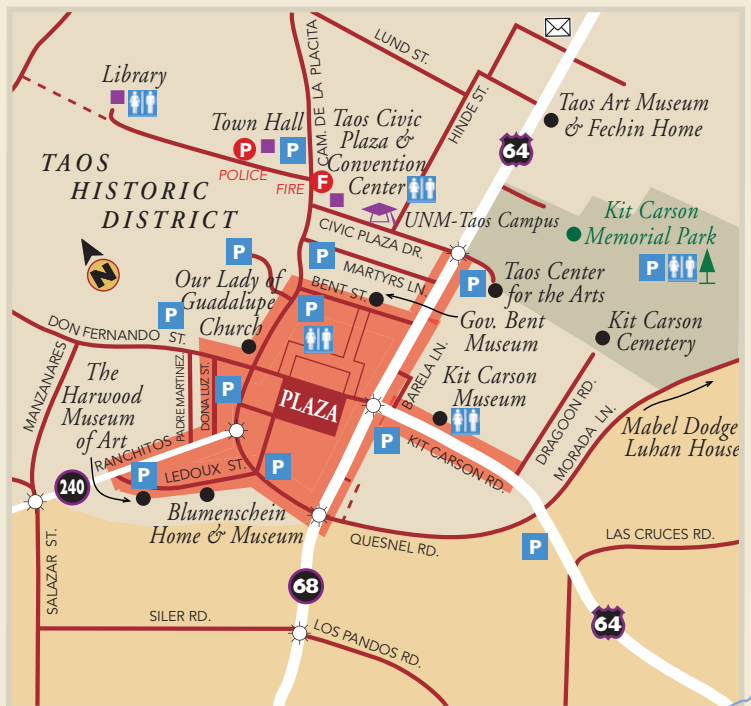 CAM. DE LA PLACITA
LUND ST.
HINDE ST.
Library
Town Hall
P
P
POLICE
FIRE
F
Taos Civic
Plaza &
Convention
Center
64
Taos Art Museum
& Fechin Home
TAOS
HISTORIC
DISTRICT
N
UNM-Taos Campus
CIVIC PLAZA DR.
Kit Carson
Memorial Park
P
P
P
MARTYRS LN.
BENT ST.
P
Taos Center
for the Arts
Our Lady of
Guadalupe
Church
P
P
Gov. Bent
Museum
Kit Carson
Cemetery
DON FERNANDO ST.
MANZANARES
The
Harwood
Museum
of Art
PADRE MARTINEZ
DONA LUZ ST.
P
PLAZA
BARELA LN.
Kit Carson
Museum
P
KIT CARSON RD.
DRAGOON RD.
MORADA LN.
Mabel Dodge
Luhan House
RANCHITOS
LEDOUX ST.
P
P
240
Blumenschein
Home & Museum
QUESNEL RD.
P
LAS CRUCES RD.
SALAZAR ST.
68
SILER RD.
LOS PANDOS RD.
64